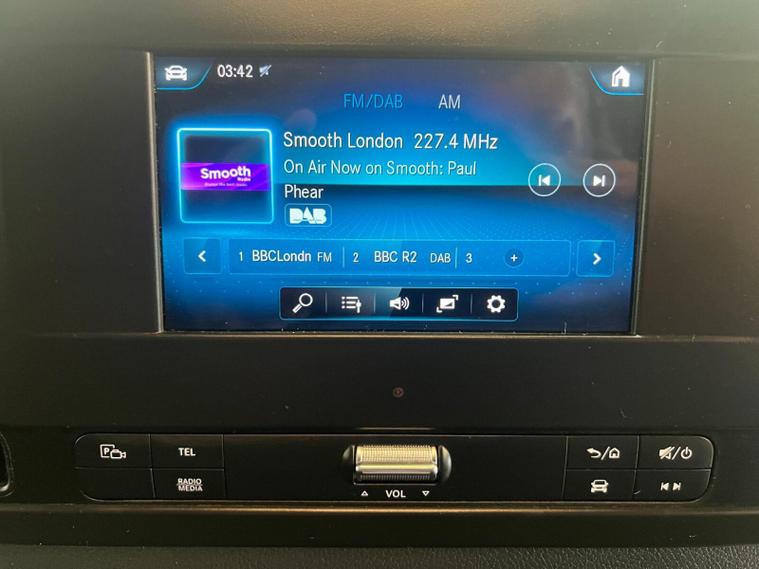 03:42
FM/DAB AM
Smooth London 227.4 MHz
On Air Now on Smooth: Paul
Phear
Smooth
Radio
DAB
1 BBCLondn FM 2 BBC R2 DAB 3 +
P TEL
RADIO
MEDIA
VOL